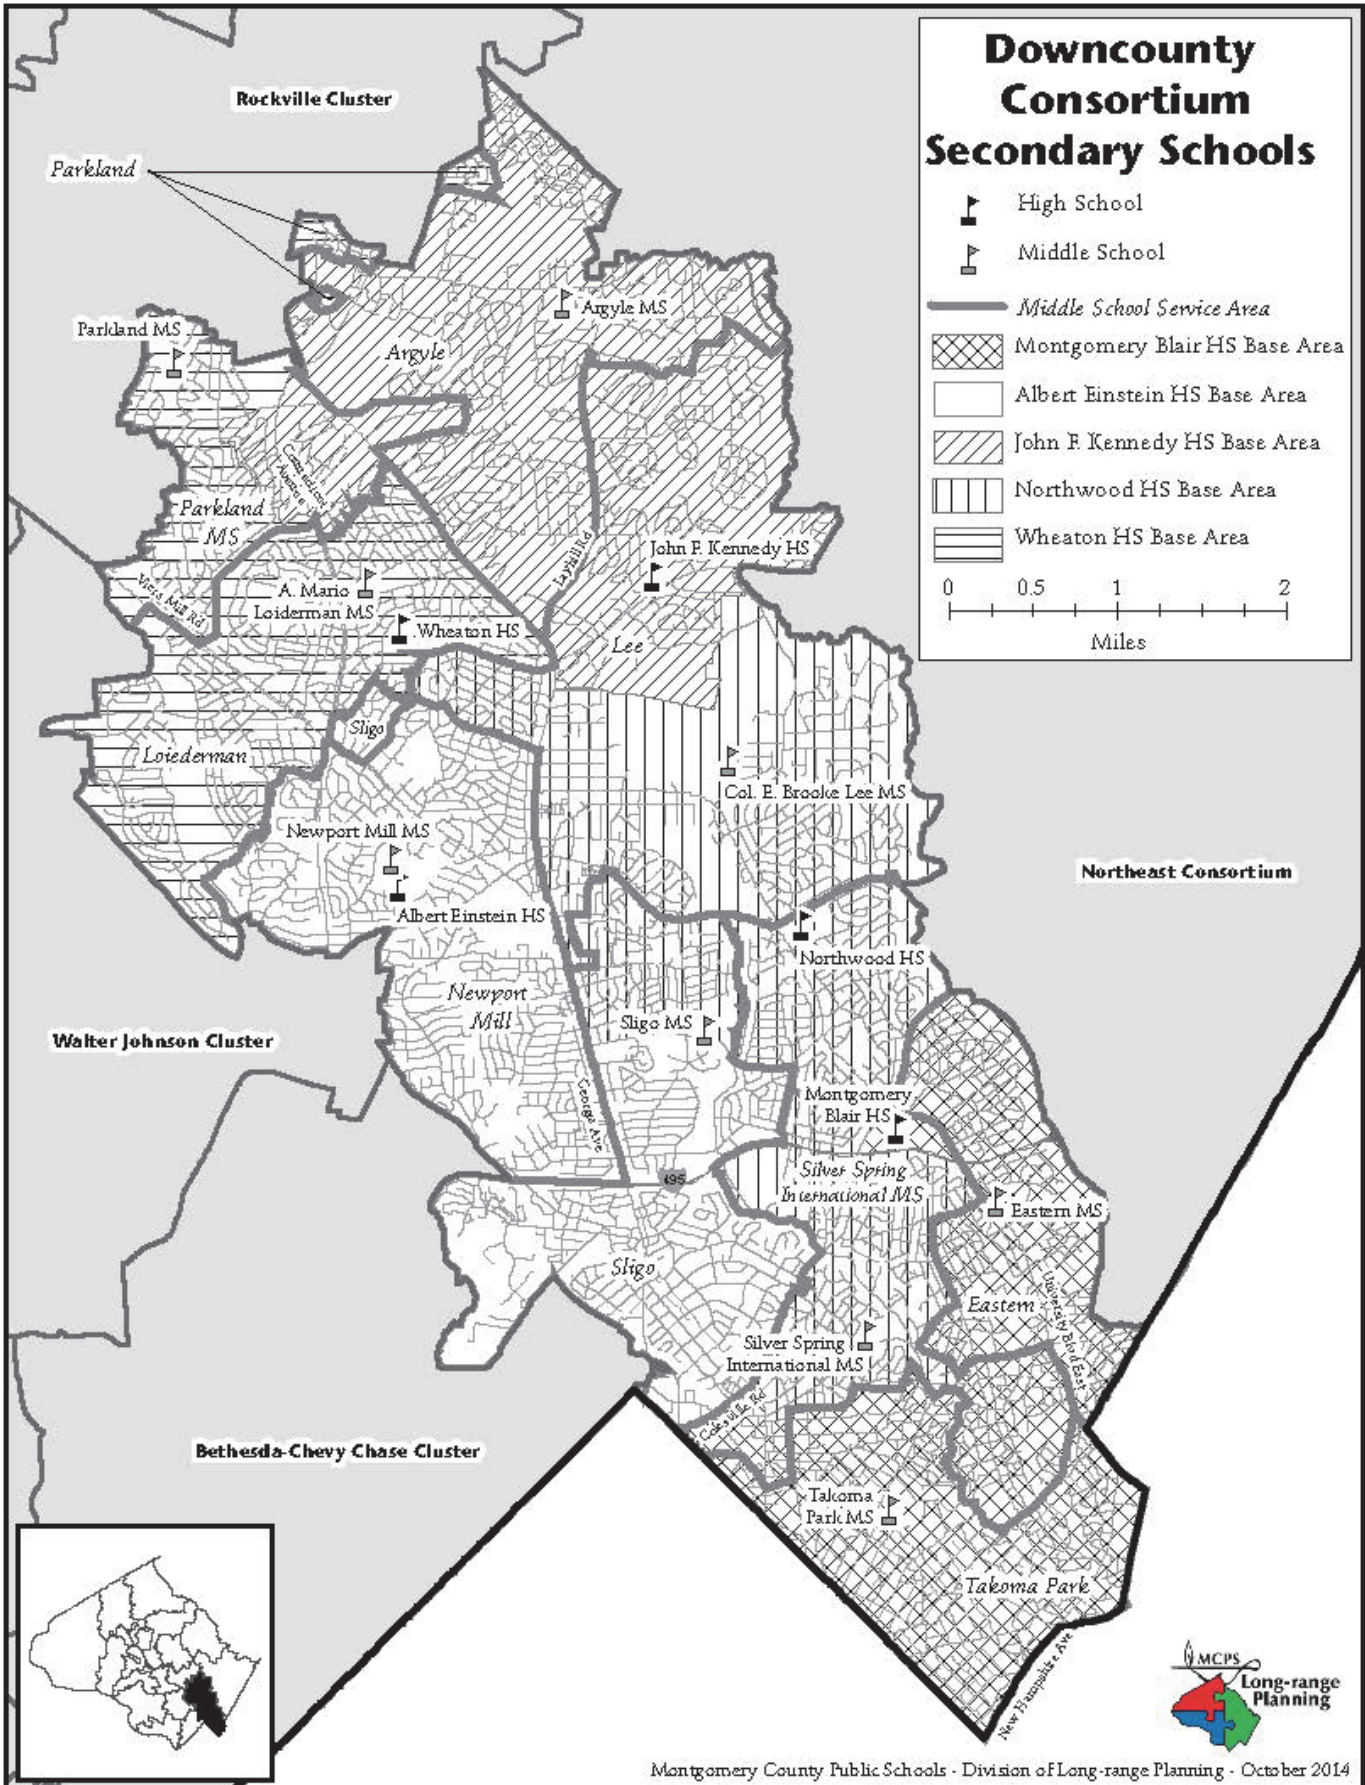 Downcounty
Consortium
Secondary Schools
High School
Middle School
Middle School Service Area
Montgomery Blair HS Base Area
Albert Einstein HS Base Area
John F. Kennedy HS Base Area
Northwood HS Base Area
Wheaton HS Base Area
0 0.5 1 2
Miles
Rockville Cluster
Parkland
Argyle MS
Parkland MS
Argyle
Connecticut
Avenue
Parkland
MS
John F. Kennedy HS
Layhill Rd
Viers Mill Rd
A. Mario
Loiderman MS
Wheaton HS
Lee
Sligo
Loiederman
Col. E. Brooke Lee MS
Newport Mill MS
Northeast Consortium
Albert Einstein HS
Northwood HS
Newport
Mill
Sligo MS
Walter Johnson Cluster
Georgia Ave
Montgomery
Blair HS
495
Silver Spring
International MS
Eastern MS
Sligo
Eastern
University Blvd East
Silver Spring
International MS
Colesville Rd
Bethesda-Chevy Chase Cluster
Takoma
Park MS
Takoma Park
New Hampshire Ave
MCPS
Long-range
Planning
Montgomery County Public Schools - Division of Long-range Planning - October 2014